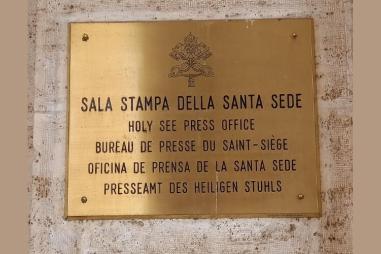 SALA STAMPA DELLA SANTA SEDE
HOLY SEE PRESS OFFICE
BUREAU DE PRESSE DU SAINT-SIÈGE
OFICINA DE PRENSA DE LA SANTA SEDE
PRESSEAMT DES HEILIGEN STUHLS